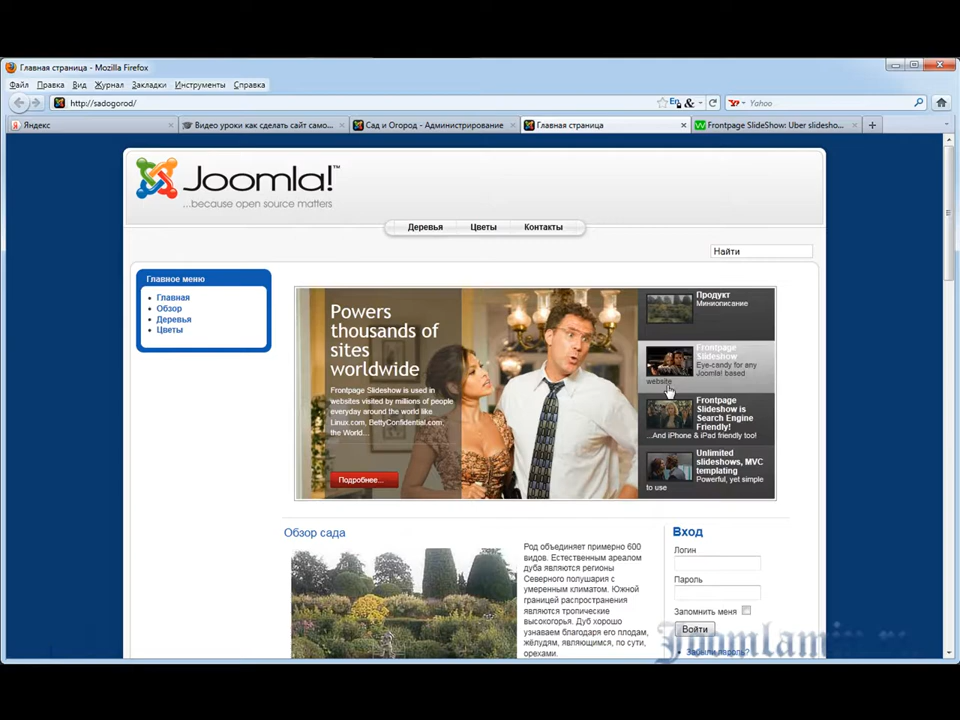 Главная страница - Mozilla Firefox
Файл Правка Вид Журнал Закладки Инструменты Справка
http://sadogorod/
Yahoo
Яндекс
Видео уроки как сделать сайт само...
Сад и Огород - Администрирование
Главная страница
Frontpage SlideShow: Uber slidesho...
Joomla!™
...because open source matters
Деревья Цветы Контакты
Найти
Главное меню
Главная
Обзор
Деревья
Цветы
Powers
thousands of
sites
worldwide
Frontpage Slideshow is used in
websites visited by millions of people
everyday around the world like
Linux.com, BettyConfidential.com;
the World...
Подробнее...
Продукт
Миниописание
Frontpage
Slideshow
Eye-candy for any
Joomla! based
website
Frontpage
Slideshow is
Search Engine
Friendly!
...And iPhone & iPad friendly too!
Unlimited
slideshows, MVC
templating
Powerful, yet simple
to use
Обзор сада
Род объединяет примерно 600
видов. Естественным ареалом
дуба являются регионы
Северного полушария с
умеренным климатом. Южной
границей распространения
являются тропические
высокогорья. Дуб хорошо
узнаваем благодаря его плодам,
жёлудям, являющимся, по сути,
орехами.
Вход
Логин
Пароль
Запомнить меня
Войти
Забыли пароль?